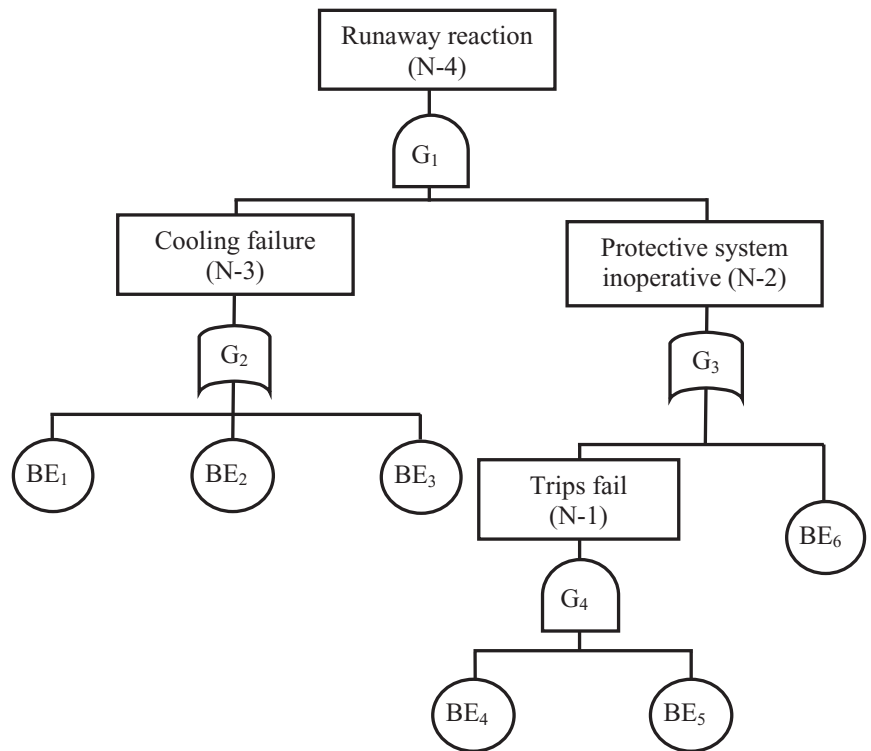 Runaway reaction
(N-4)
G₁
Cooling failure
(N-3)
Protective system
inoperative (N-2)
G₂
G₃
BE₁
BE₂
BE₃
Trips fail
(N-1)
BE₆
G₄
BE₄
BE₅